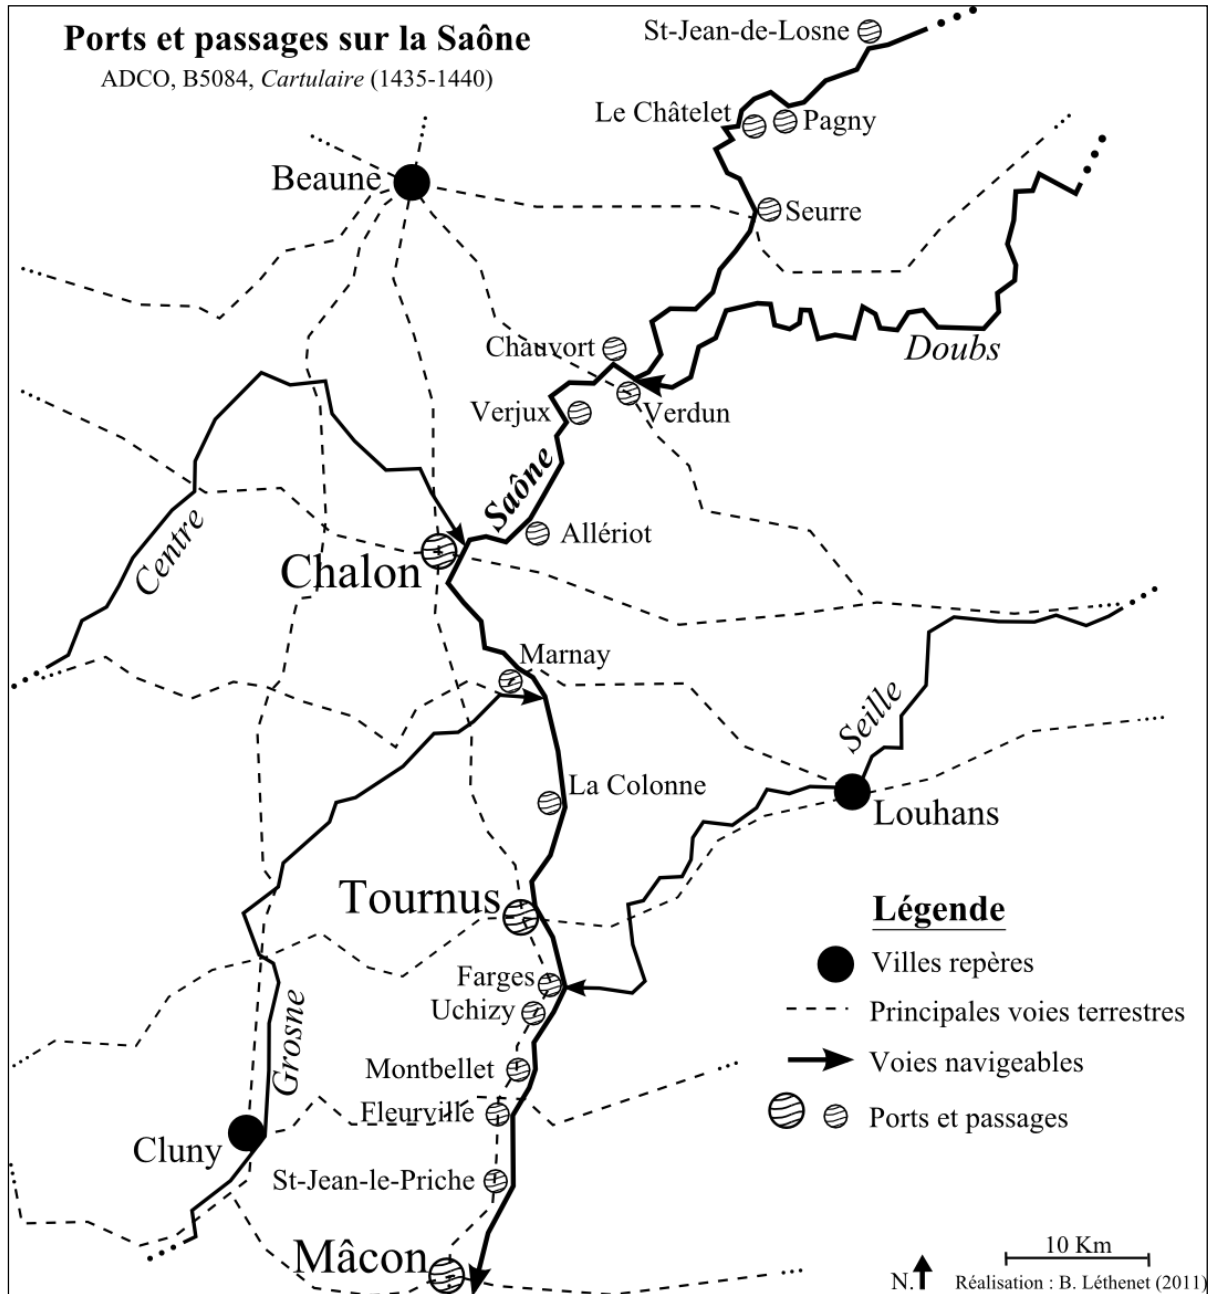 Ports et passages sur la Saône
ADCO, B5084, Cartulaire (1435-1440)
St-Jean-de-Losne
Le Châtelet
Pagny
Beaune
Seurre
Chauvort
Doubs
Verjux
Verdun
Saône
Centre
Allériot
Chalon
Marnay
Seille
La Colonne
Louhans
Tournus
Légende
Farges
Villes repères
Uchizy
Principales voies terrestres
Grosne
Montbellet
Voies navigeables
Fleurville
Ports et passages
Cluny
St-Jean-le-Priche
Mâcon
10 Km
N.
Réalisation : B. Léthenet (2011)